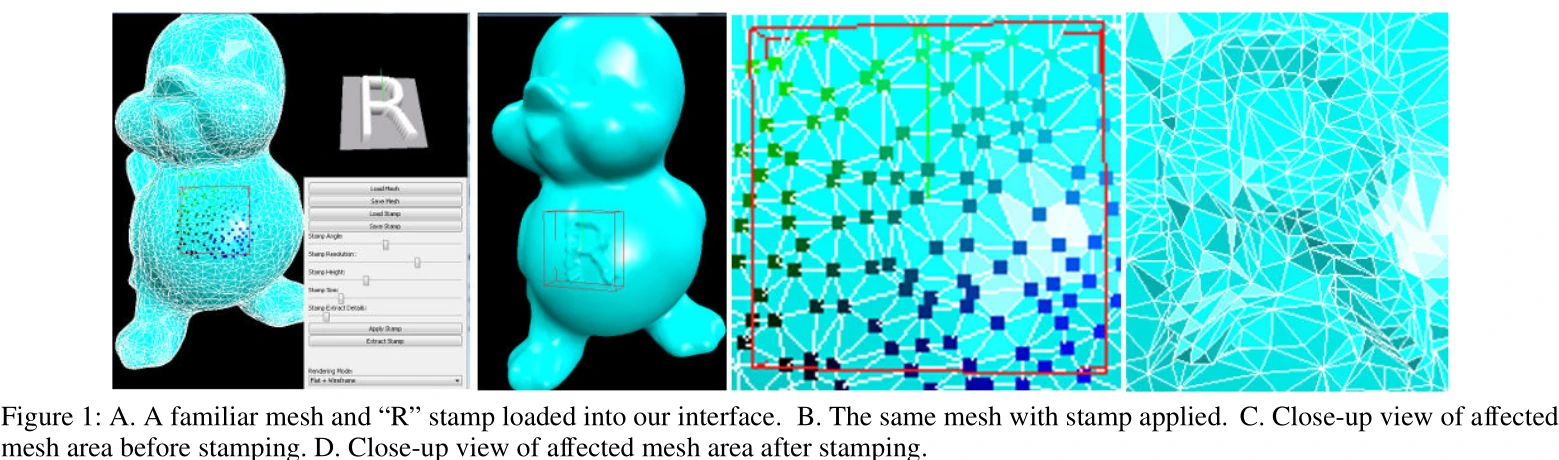 R
Load Mesh
Save Mesh
Load Stamp
Save Stamp
Stamp Angle:
Stamp Resolution:
Stamp Height:
Stamp Size:
Stamp Extract Details:
Apply Stamp
Extract Stamp
Rendering Mode:
Flat + Wireframe
R
Figure 1: A. A familiar mesh and “R” stamp loaded into our interface. B. The same mesh with stamp applied. C. Close-up view of affected
mesh area before stamping. D. Close-up view of affected mesh area after stamping.